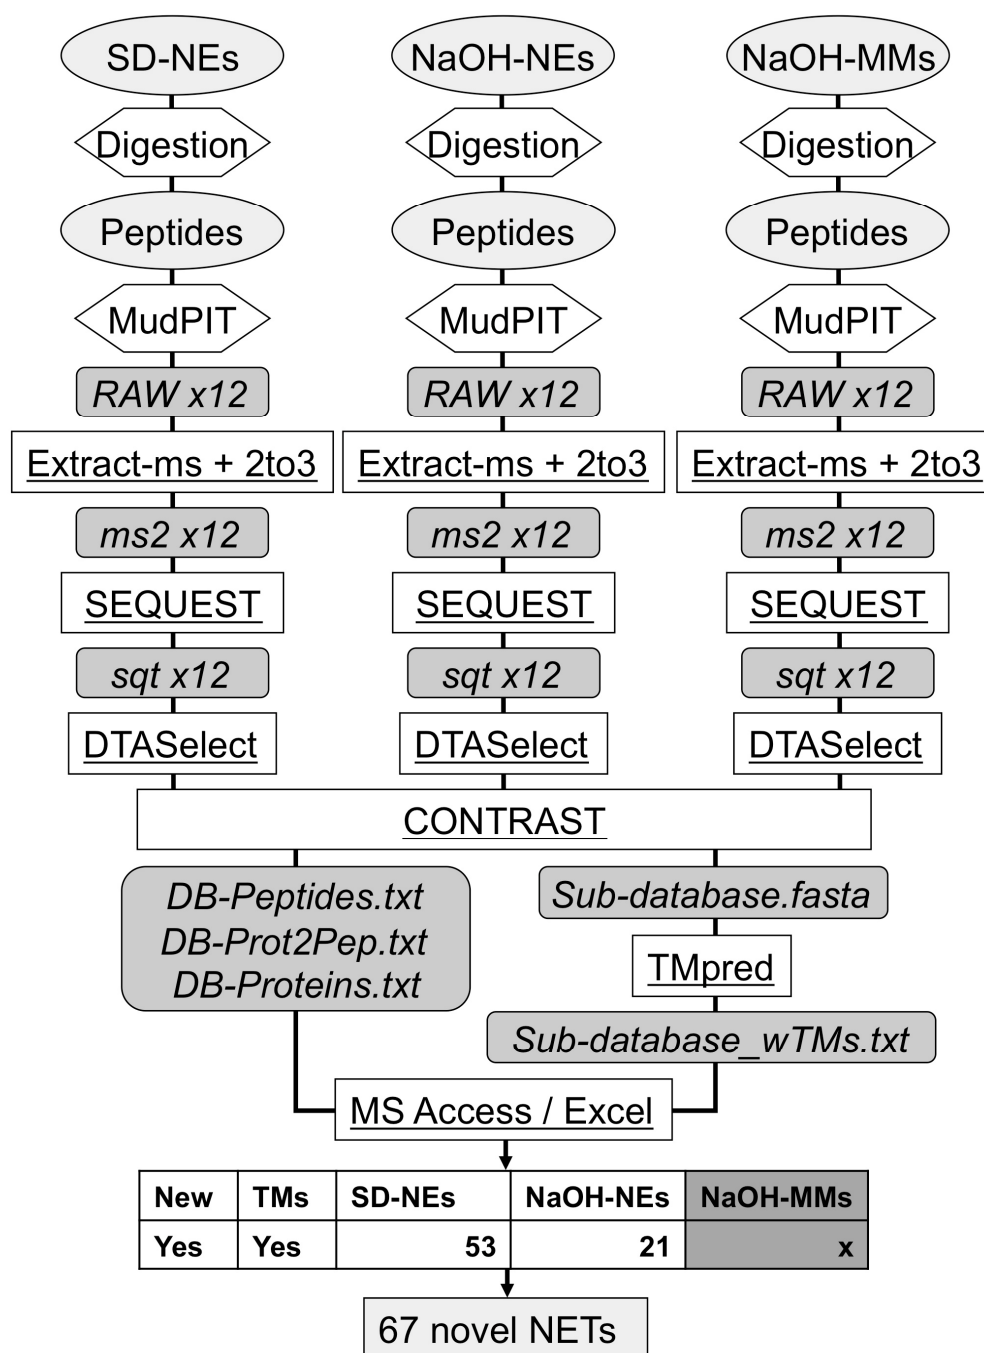 SD-NEs NaOH-NEs NaOH-MMs
Digestion Digestion Digestion
Peptides Peptides Peptides
MudPIT MudPIT MudPIT
RAW x12 RAW x12 RAW x12
Extract-ms + 2to3 Extract-ms + 2to3 Extract-ms + 2to3
ms2 x12 ms2 x12 ms2 x12
SEQUEST SEQUEST SEQUEST
sqt x12 sqt x12 sqt x12
DTASelect DTASelect DTASelect
CONTRAST
DB-Peptides.txt
DB-Prot2Pep.txt
DB-Proteins.txt
Sub-database.fasta
TMpred
Sub-database_wTMs.txt
MS Access / Excel
New TMs SD-NEs NaOH-NEs NaOH-MMs
Yes Yes 53 21 x
67 novel NETs